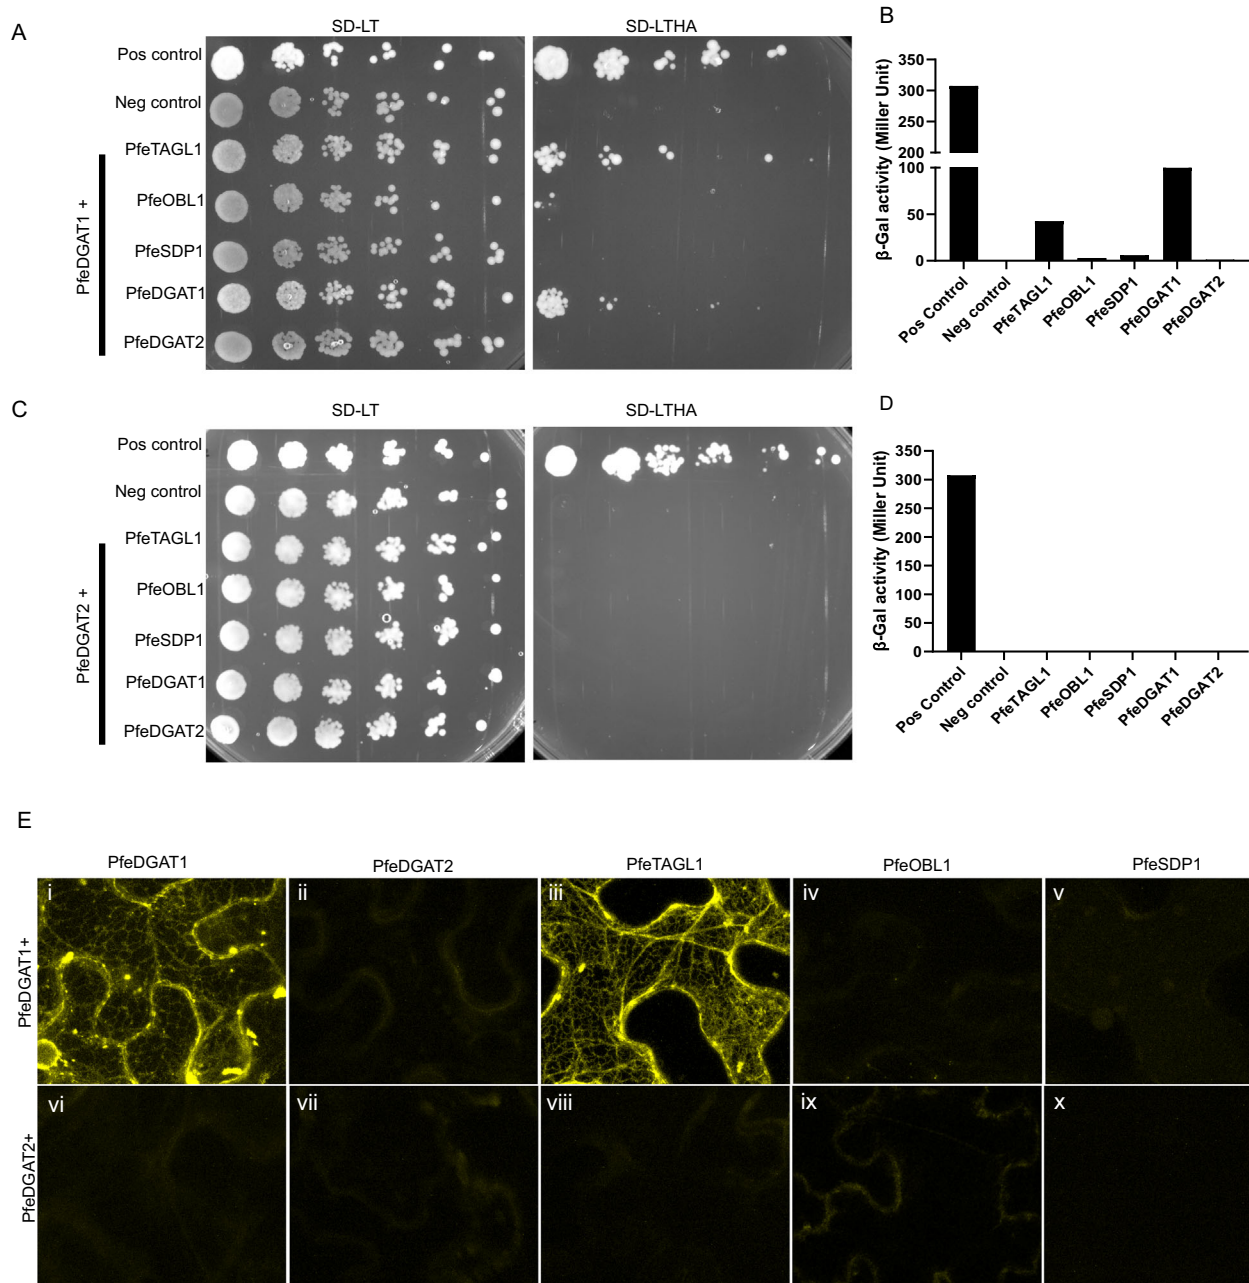 A
SD-LT
SD-LTHA
Pos control
Neg control
PfeTAGL1
PfeOBL1
PfeSDP1
PfeDGAT1
PfeDGAT2
PfeDGAT1 +
B
β-Gal activity (Miller Unit)
350
300
250
200
100
50
0
Pos Control
Neg control
PfeTAGL1
PfeOBL1
PfeSDP1
PfeDGAT1
PfeDGAT2
C
SD-LT
SD-LTHA
Pos control
Neg control
PfeTAGL1
PfeOBL1
PfeSDP1
PfeDGAT1
PfeDGAT2
PfeDGAT2 +
D
β-Gal activity (Miller Unit)
350
300
250
200
150
100
50
0
Pos Control
Neg control
PfeTAGL1
PfeOBL1
PfeSDP1
PfeDGAT1
PfeDGAT2
E
PfeDGAT1
PfeDGAT2
PfeTAGL1
PfeOBL1
PfeSDP1
PfeDGAT1+
i
ii
iii
iv
v
PfeDGAT2+
vi
vii
viii
ix
x